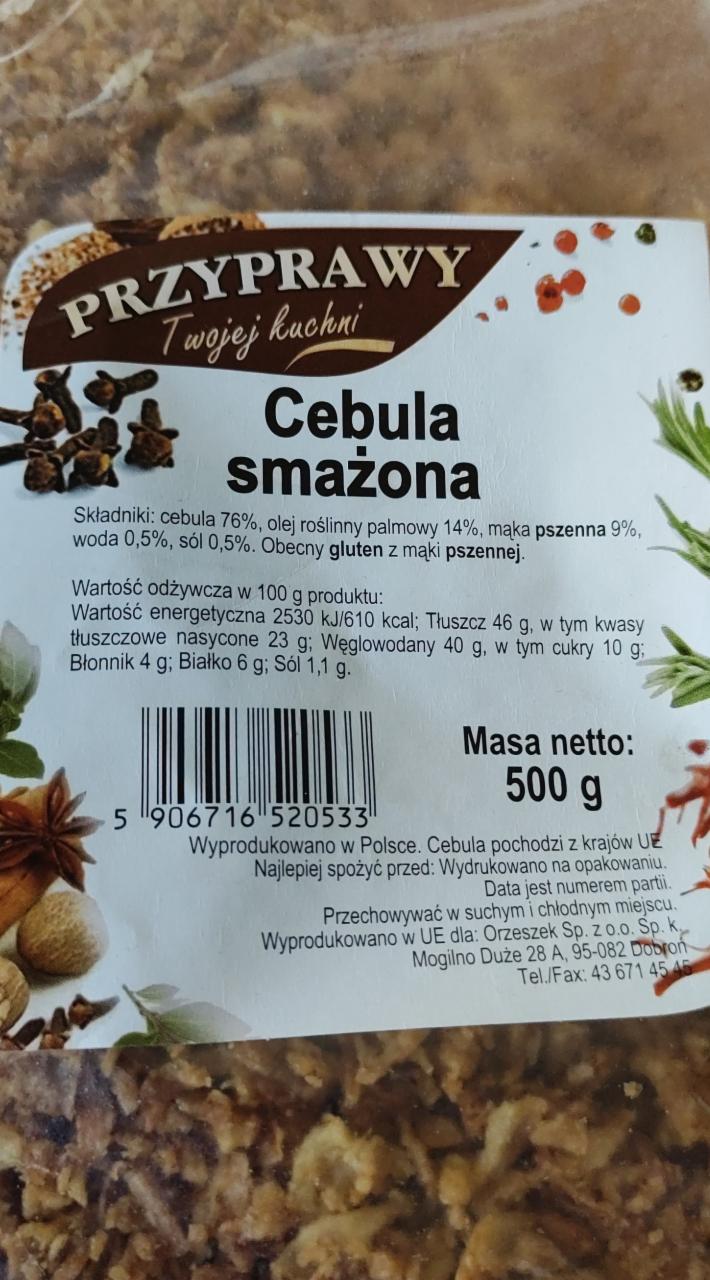 PRZYPRAWY
Twojej kuchni
Cebula
smażona
Składniki: cebula 76%, olej roślinny palmowy 14%, mąka pszenna 9%,
woda 0,5%, sól 0,5%. Obecny gluten z mąki pszennej.
Wartość odżywcza w 100 g produktu:
Wartość energetyczna 2530 kJ/610 kcal; Tłuszcz 46 g, w tym kwasy
tłuszczowe nasycone 23 g; Węglowodany 40 g, w tym cukry 10 g;
Błonnik 4 g; Białko 6 g; Sól 1,1 g.
Masa netto:
500 g
5 906716 520533
Wyprodukowano w Polsce. Cebula pochodzi z krajów UE
Najlepiej spożyć przed: Wydrukowano na opakowaniu.
Data jest numerem partii.
Przechowywać w suchym i chłodnym miejscu.
Wyprodukowano w UE dla: Orzeszek Sp. z o.o. Sp. k.
Mogilno Duże 28 A, 95-082 Dobroń
Tel./Fax: 43 671 45 45